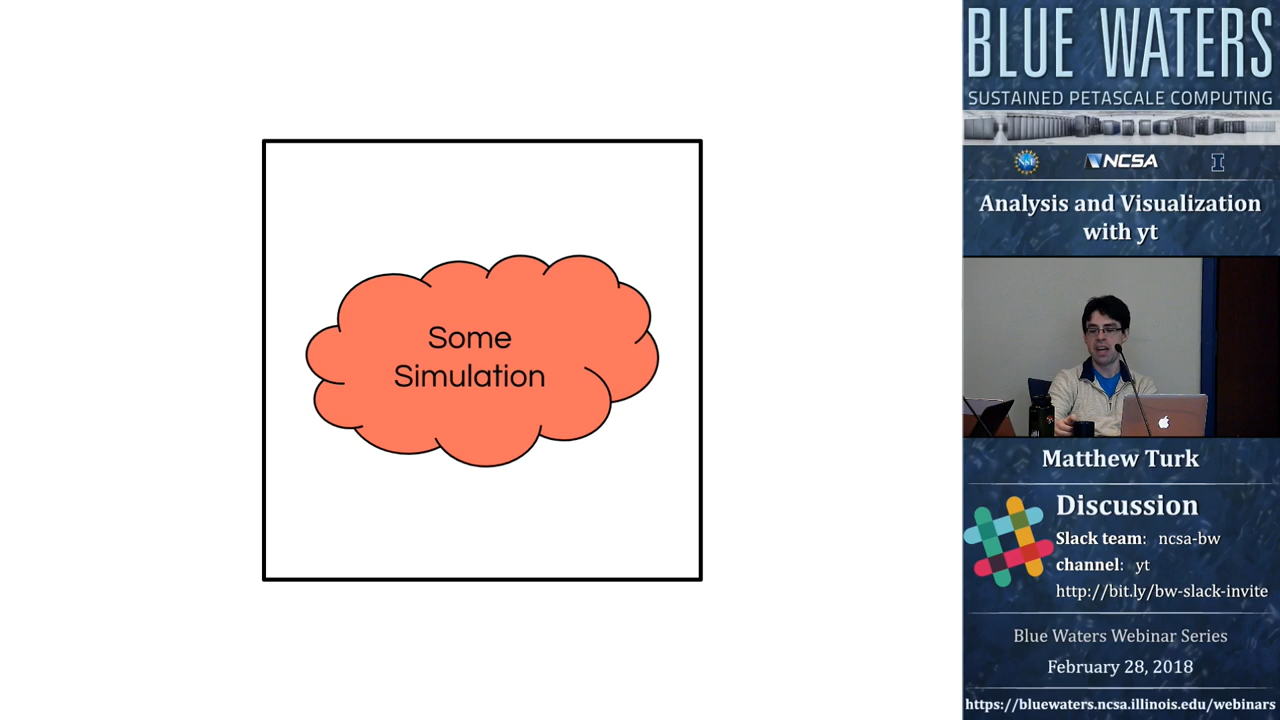 Some
Simulation
BLUE WATERS
SUSTAINED PETASCALE COMPUTING
NSF
NCSA
I
Analysis and Visualization
with yt
Matthew Turk
Discussion
Slack team: ncsa-bw
channel: yt
http://bit.ly/bw-slack-invite
Blue Waters Webinar Series
February 28, 2018
https://bluewaters.ncsa.illinois.edu/webinars